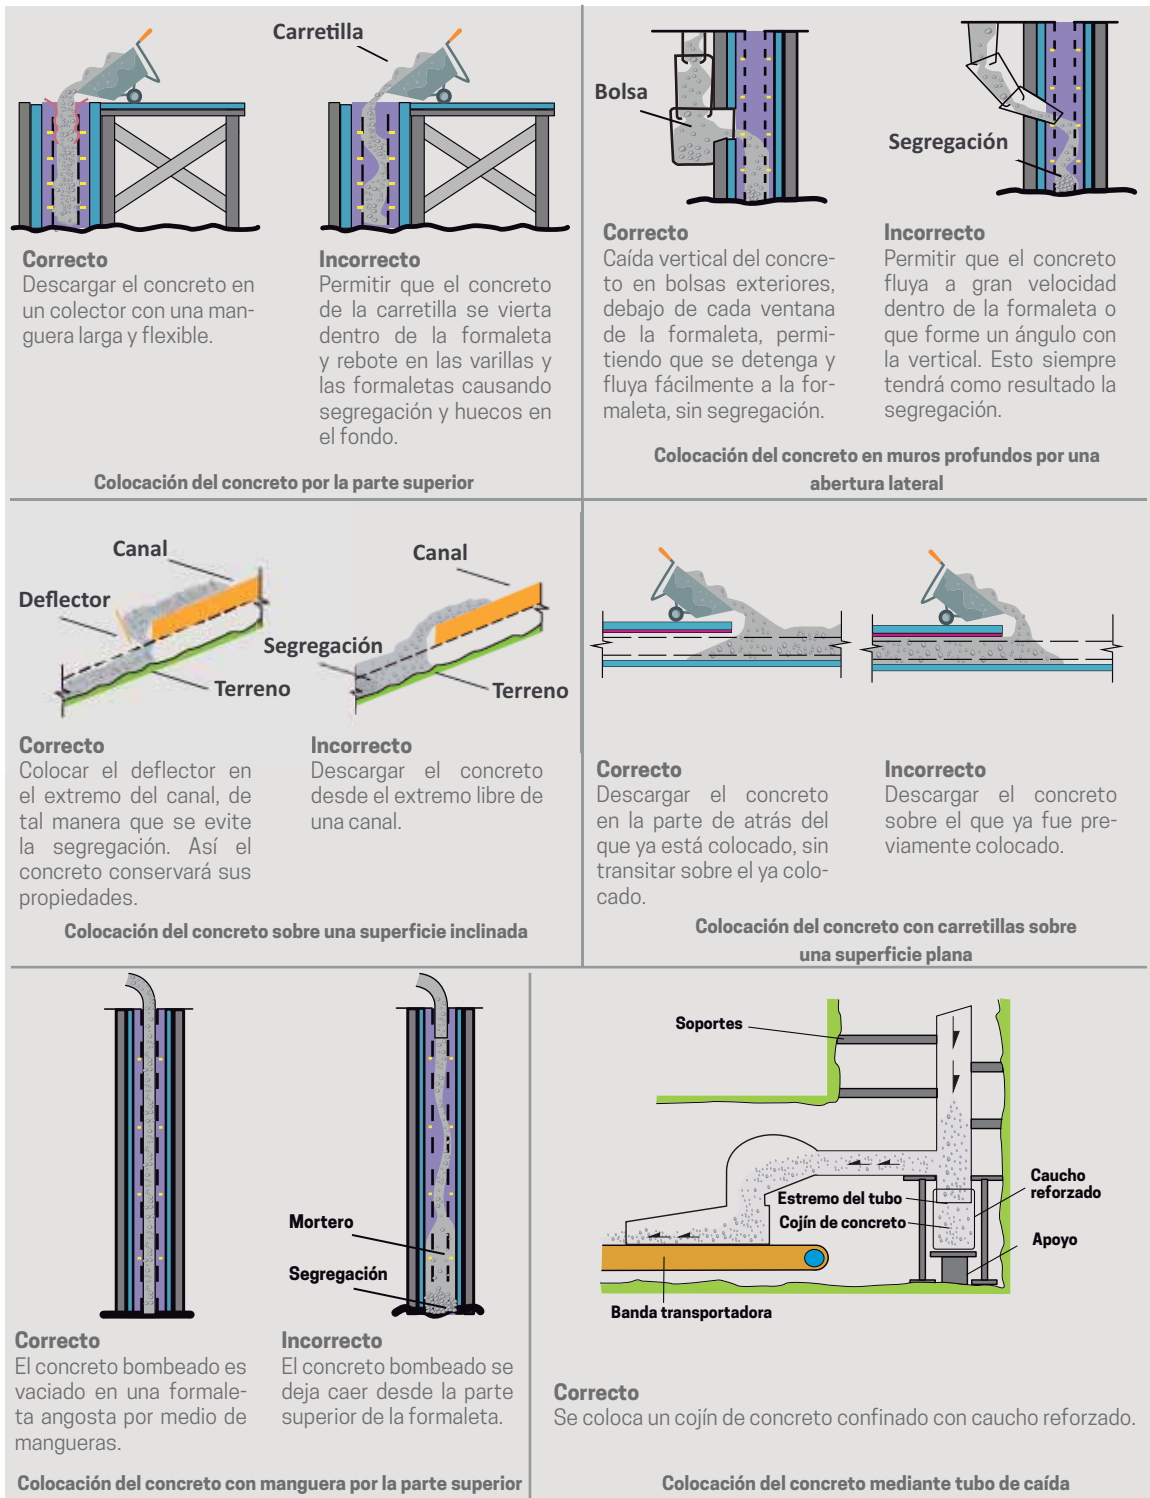 Carretilla
Correcto
Descargar el concreto en
un colector con una man-
guera larga y flexible.
Incorrecto
Permitir que el concreto
de la carretilla se vierta
dentro de la formaleta
y rebote en las varillas y
las formaletas causando
segregación y huecos en
el fondo.
Colocación del concreto por la parte superior
Bolsa
Segregación
Correcto
Caída vertical del concre-
to en bolsas exteriores,
debajo de cada ventana
de la formaleta, permi-
tiendo que se detenga y
fluya fácilmente a la for-
maleta, sin segregación.
Incorrecto
Permitir que el concreto
fluya a gran velocidad
dentro de la formaleta o
que forme un ángulo con
la vertical. Esto siempre
tendrá como resultado la
segregación.
Colocación del concreto en muros profundos por una
abertura lateral
Canal
Deflector
Terreno
Canal
Segregación
Terreno
Correcto
Colocar el deflector en
el extremo del canal, de
tal manera que se evite
la segregación. Así el
concreto conservará sus
propiedades.
Incorrecto
Descargar el concreto
desde el extremo libre de
una canal.
Colocación del concreto sobre una superficie inclinada
Correcto
Descargar el concreto
en la parte de atrás del
que ya está colocado, sin
transitar sobre el ya colo-
cado.
Incorrecto
Descargar el concreto
sobre el que ya fue pre-
viamente colocado.
Colocación del concreto con carretillas sobre
una superficie plana
Mortero
Segregación
Correcto
El concreto bombeado es
vaciado en una formale-
ta angosta por medio de
mangueras.
Incorrecto
El concreto bombeado se
deja caer desde la parte
superior de la formaleta.
Colocación del concreto con manguera por la parte superior
Soportes
Caucho
reforzado
Estremo del tubo
Cojín de concreto
Apoyo
Banda transportadora
Correcto
Se coloca un cojín de concreto confinado con caucho reforzado.
Colocación del concreto mediante tubo de caída